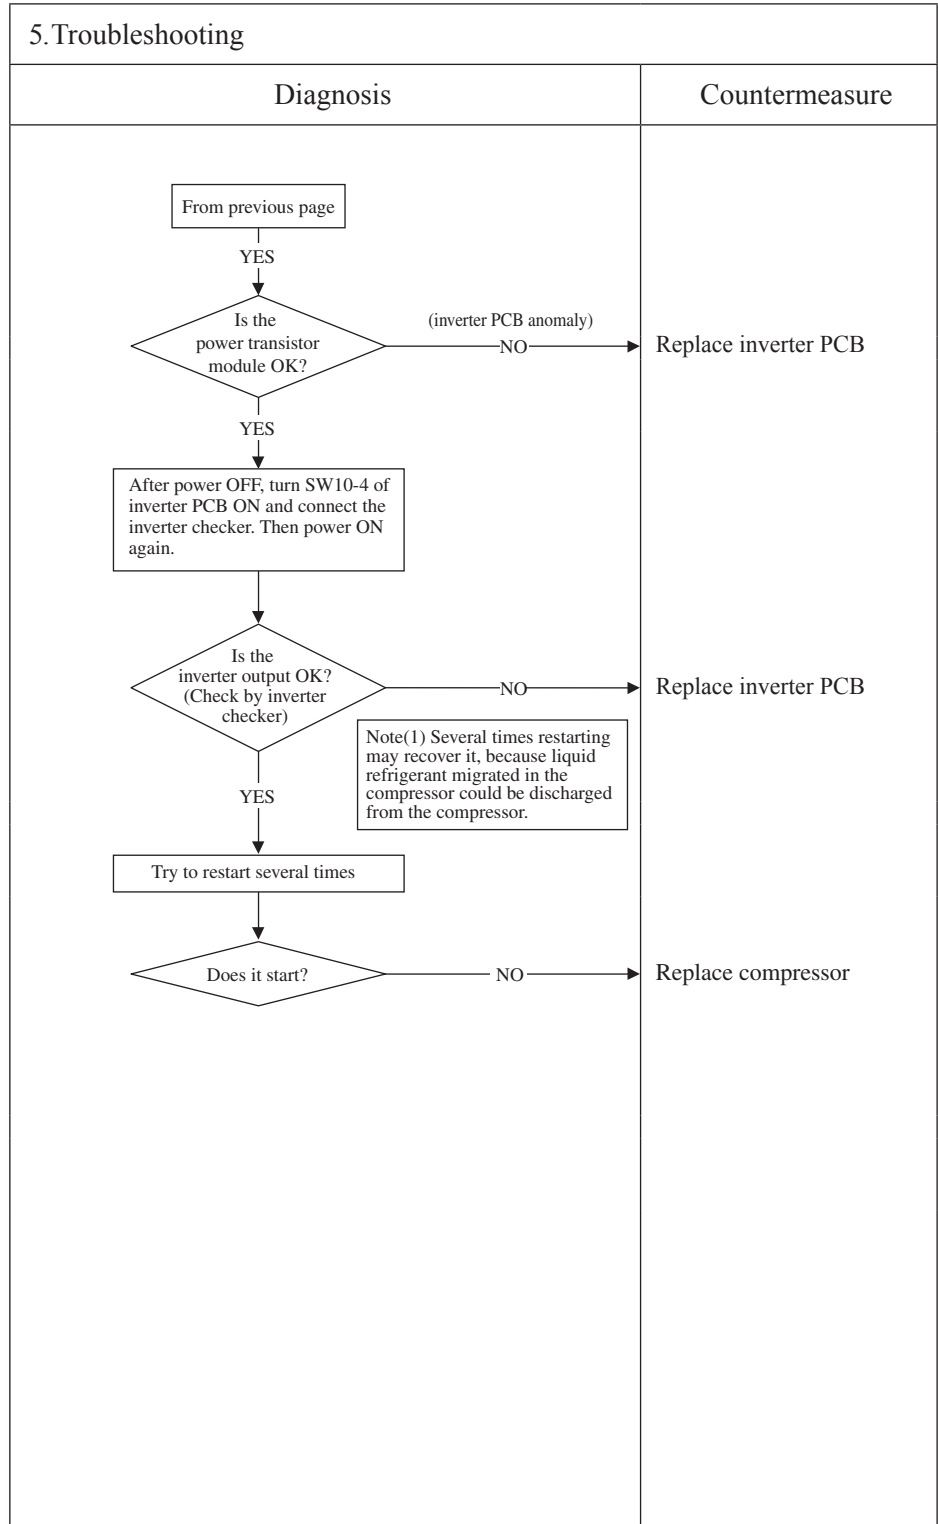 5.Troubleshooting
Diagnosis
Countermeasure
From previous page
YES
Is the
power transistor
module OK?
(inverter PCB anomaly)
NO
Replace inverter PCB
YES
After power OFF, turn SW10-4 of
inverter PCB ON and connect the
inverter checker. Then power ON
again.
Is the
inverter output OK?
(Check by inverter
checker)
NO
Replace inverter PCB
Note(1) Several times restarting
may recover it, because liquid
refrigerant migrated in the
compressor could be discharged
from the compressor.
YES
Try to restart several times
Does it start?
NO
Replace compressor